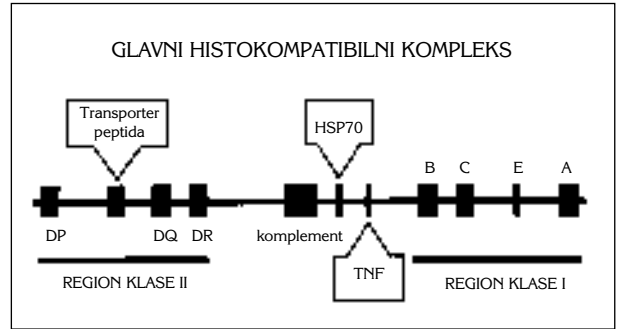 GLAVNI HISTOKOMPATIBILNI KOMPLEKS
Transporter
peptida
HSP70
B C E A
DP DQ DR komplement
TNF
REGION KLASE II
REGION KLASE I